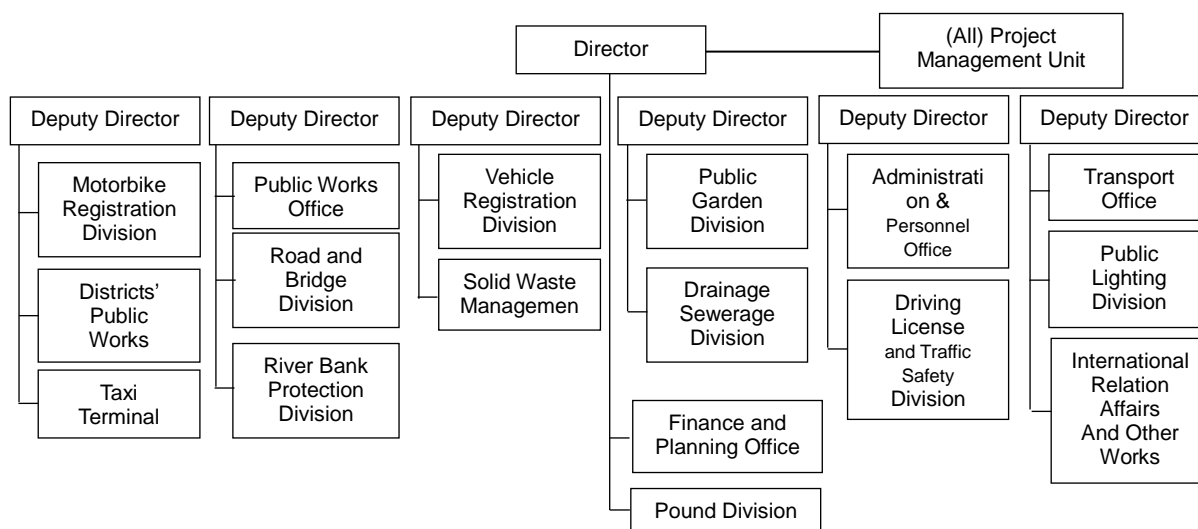 Director
(All) Project
Management Unit
Deputy Director
Motorbike
Registration
Division
Districts'
Public
Works
Taxi
Terminal
Deputy Director
Public Works
Office
Road and
Bridge
Division
River Bank
Protection
Division
Deputy Director
Vehicle
Registration
Division
Solid Waste
Managemen
Deputy Director
Public
Garden
Division
Drainage
Sewerage
Division
Finance and
Planning Office
Pound Division
Deputy Director
Administrati
on &
Personnel
Office
Driving
License
and Traffic
Safety
Division
Deputy Director
Transport
Office
Public
Lighting
Division
International
Relation
Affairs
And Other
Works